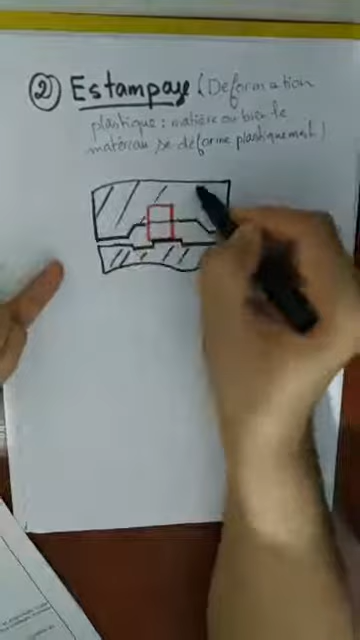 2) Estampage (Déformation
plastique : matière ou bien le
matériau se déforme plastiquement)